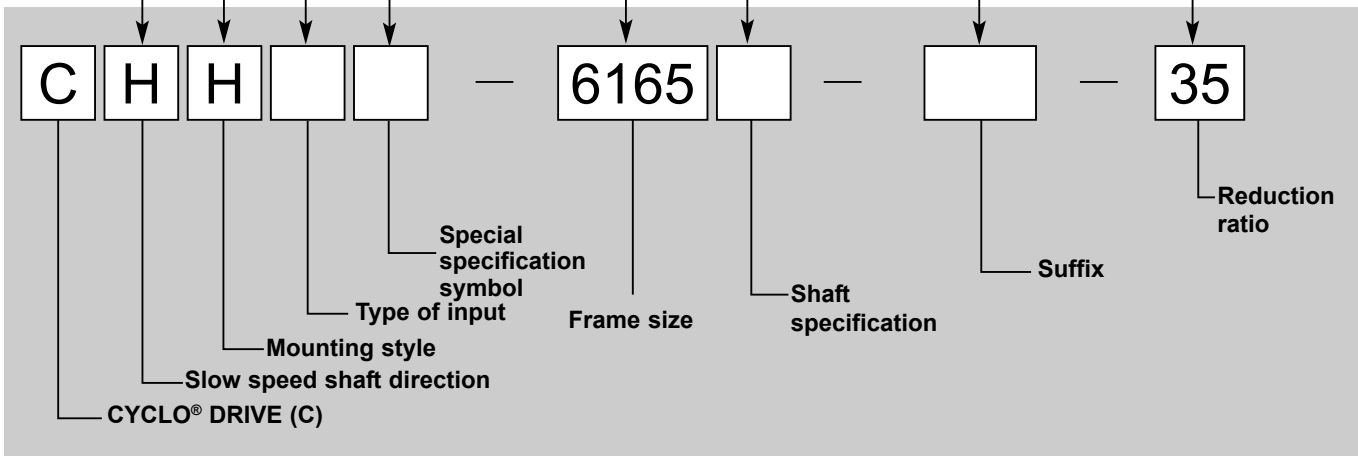 C H H — 6165 — — 35
Reduction
ratio
Special
specification
symbol
Suffix
Shaft
specification
Type of input
Frame size
Mounting style
Slow speed shaft direction
CYCLO® DRIVE (C)